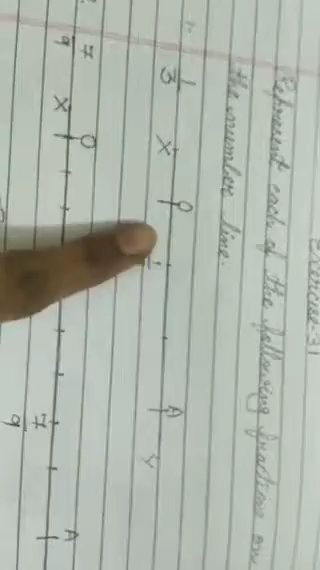 Exercise-3.1
Represent each of the following fractions on
the number line.
1/3 X O A Y
1
7/9 X O A
7/9